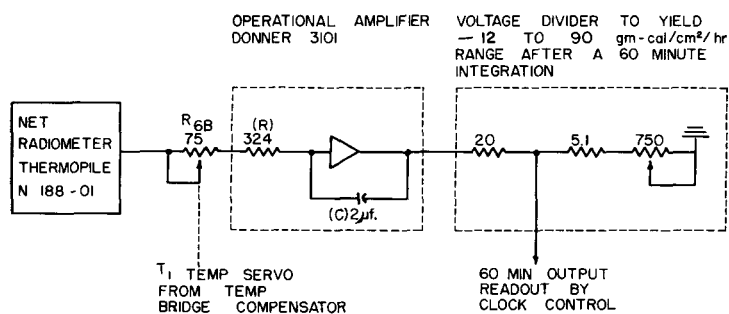 OPERATIONAL AMPLIFIER
DONNER 3101
VOLTAGE DIVIDER TO YIELD
— 12 TO 90 gm-cal/cm²/hr
RANGE AFTER A 60 MINUTE
INTEGRATION
NET
RADIOMETER
THERMOPILE
N 188-01
R6B
75
(R)
324
(C)2µf.
20
5.1
750
T1 TEMP SERVO
FROM TEMP
BRIDGE COMPENSATOR
60 MIN OUTPUT
READOUT BY
CLOCK CONTROL